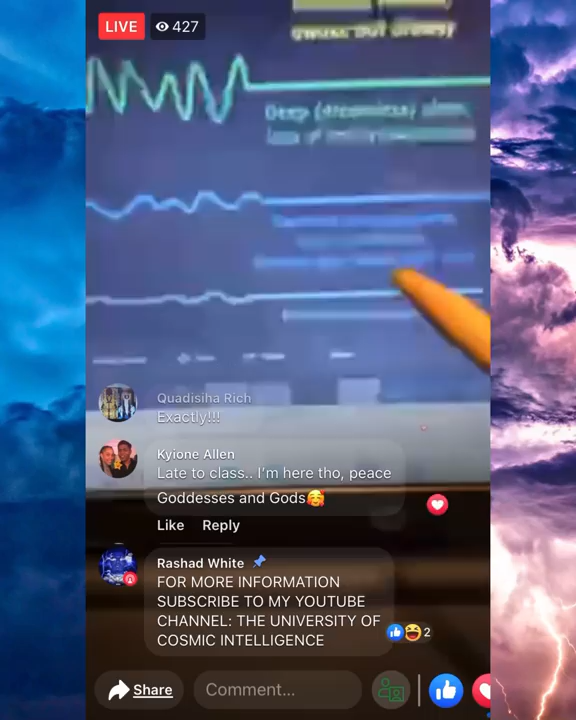 LIVE 427
Quadisiha Rich
Exactly!!!
Kyione Allen
Late to class.. I'm here tho, peace
Goddesses and Gods🥰
Like Reply
Rashad White 📌
FOR MORE INFORMATION
SUBSCRIBE TO MY YOUTUBE
CHANNEL: THE UNIVERSITY OF
COSMIC INTELLIGENCE
2
Share Comment...